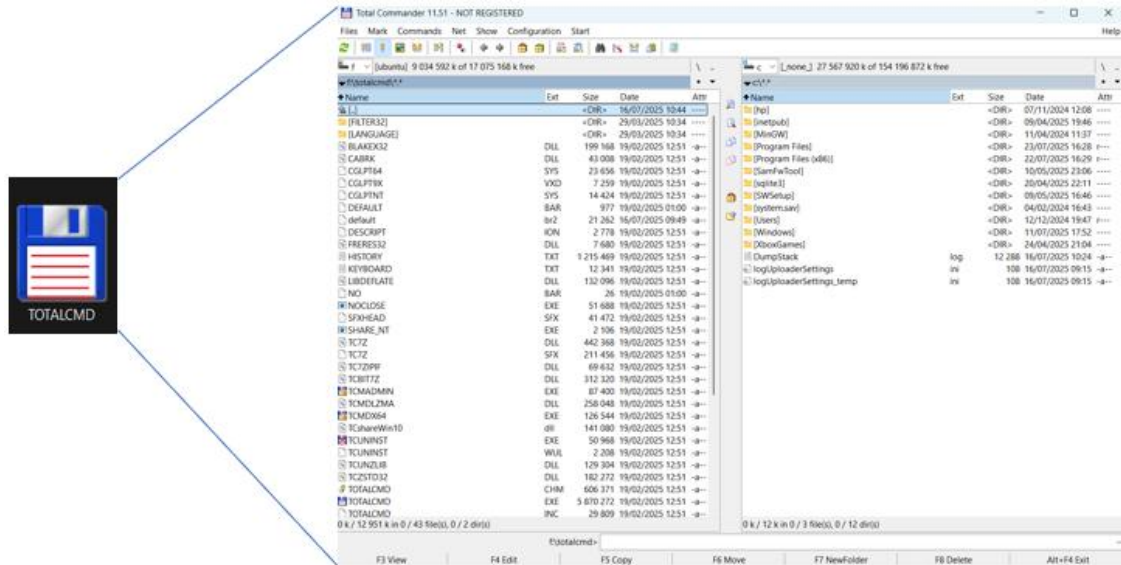 TOTALCMD
Total Commander 11.51 - NOT REGISTERED
Files Mark Commands Net Show Configuration Start Help
f [ubuntu] 9 034 592 k of 17 075 168 k free \ ..
f:\totalcmd\*.*
Name Ext Size Date Attr
[..] <DIR> 16/07/2025 10:44 ----
[FILTER32] <DIR> 29/03/2025 10:34 ----
[LANGUAGE] <DIR> 29/03/2025 10:34 ----
BLAKEX32 DLL 199 168 19/02/2025 12:51 -a--
CABRK DLL 43 008 19/02/2025 12:51 -a--
CGLPT64 SYS 23 656 19/02/2025 12:51 -a--
CGLPT9X VXD 7 259 19/02/2025 12:51 -a--
CGLPTNT SYS 14 424 19/02/2025 12:51 -a--
DEFAULT BAR 977 19/02/2025 01:00 -a--
default br2 21 262 16/07/2025 09:49 -a--
DESCRIPT ION 2 778 19/02/2025 12:51 -a--
FRERES32 DLL 7 680 19/02/2025 12:51 -a--
HISTORY TXT 1 215 469 19/02/2025 12:51 -a--
KEYBOARD TXT 12 341 19/02/2025 12:51 -a--
LIBDEFLATE DLL 132 096 19/02/2025 12:51 -a--
NO BAR 26 19/02/2025 01:00 -a--
NOCLOSE EXE 51 688 19/02/2025 12:51 -a--
SFXHEAD SFX 41 472 19/02/2025 12:51 -a--
SHARE_NT EXE 2 106 19/02/2025 12:51 -a--
TC7Z DLL 442 368 19/02/2025 12:51 -a--
TC7Z SFX 211 456 19/02/2025 12:51 -a--
TC7ZIPIF DLL 69 632 19/02/2025 12:51 -a--
TCBIT7Z DLL 312 320 19/02/2025 12:51 -a--
TCMADMIN EXE 87 400 19/02/2025 12:51 -a--
TCMDLZMA DLL 258 048 19/02/2025 12:51 -a--
TCMDX64 EXE 126 544 19/02/2025 12:51 -a--
TCshareWin10 dll 141 080 19/02/2025 12:51 -a--
TCUNINST EXE 50 968 19/02/2025 12:51 -a--
TCUNINST WUL 2 208 19/02/2025 12:51 -a--
TCUNZLIB DLL 129 304 19/02/2025 12:51 -a--
TCZSTD32 DLL 182 272 19/02/2025 12:51 -a--
TOTALCMD CHM 606 371 19/02/2025 12:51 -a--
TOTALCMD EXE 5 870 272 19/02/2025 12:51 -a--
TOTALCMD INC 29 809 19/02/2025 12:51 -a--
0 k / 12 951 k in 0 / 43 file(s), 0 / 2 dir(s)
c [_none_] 27 567 920 k of 154 196 872 k free \ ..
c:\*.*
Name Ext Size Date Attr
[hp] <DIR> 07/11/2024 12:08 ----
[inetpub] <DIR> 09/04/2025 19:46 ----
[MinGW] <DIR> 11/04/2024 11:37 ----
[Program Files] <DIR> 23/07/2025 16:28 r---
[Program Files (x86)] <DIR> 22/07/2025 16:29 r---
[SamFwTool] <DIR> 10/05/2025 23:06 ----
[sqlite3] <DIR> 20/04/2025 22:11 ----
[SWSetup] <DIR> 09/05/2025 16:46 ----
[system.sav] <DIR> 04/02/2024 16:43 ----
[Users] <DIR> 12/12/2024 19:47 r---
[Windows] <DIR> 11/07/2025 17:52 ----
[XboxGames] <DIR> 24/04/2025 21:04 ----
DumpStack log 12 288 16/07/2025 10:24 -a--
logUploaderSettings ini 108 16/07/2025 09:15 -a--
logUploaderSettings_temp ini 108 16/07/2025 09:15 -a--
0 k / 12 k in 0 / 3 file(s), 0 / 12 dir(s)
f:\totalcmd>
F3 View F4 Edit F5 Copy F6 Move F7 NewFolder F8 Delete Alt+F4 Exit